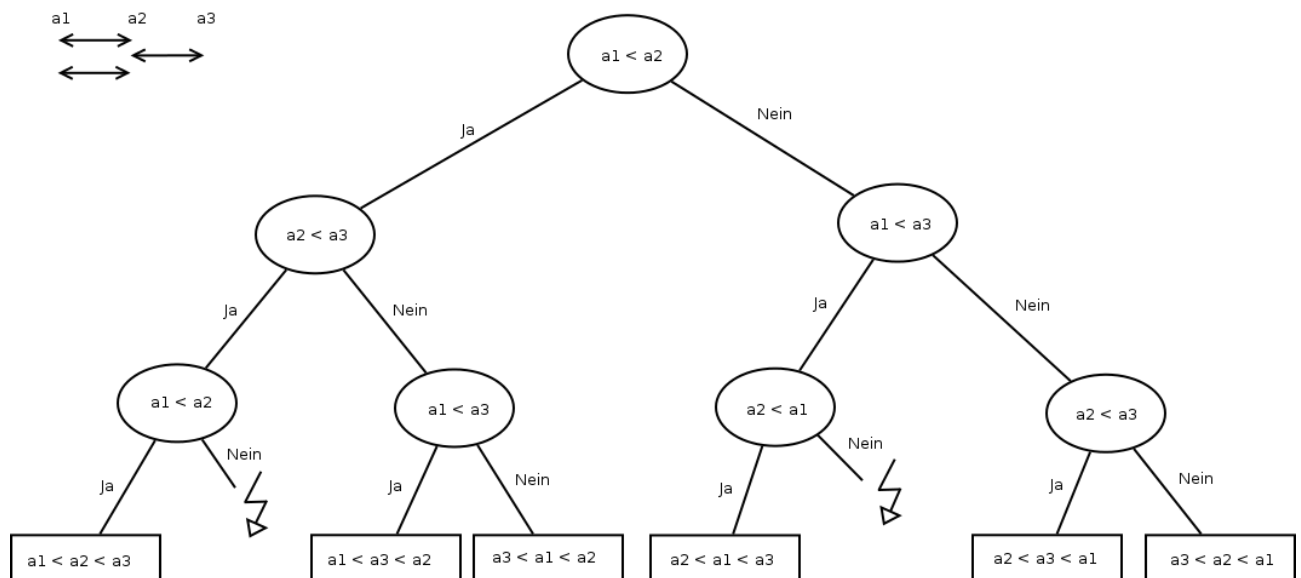 a1 a2 a3
a1 < a2
Ja
Nein
a2 < a3
a1 < a3
Ja
Nein
Ja
Nein
a1 < a2
a1 < a3
a2 < a1
a2 < a3
Ja
Nein
Ja
Nein
Ja
Nein
Ja
Nein
a1 < a2 < a3
a1 < a3 < a2
a3 < a1 < a2
a2 < a1 < a3
a2 < a3 < a1
a3 < a2 < a1